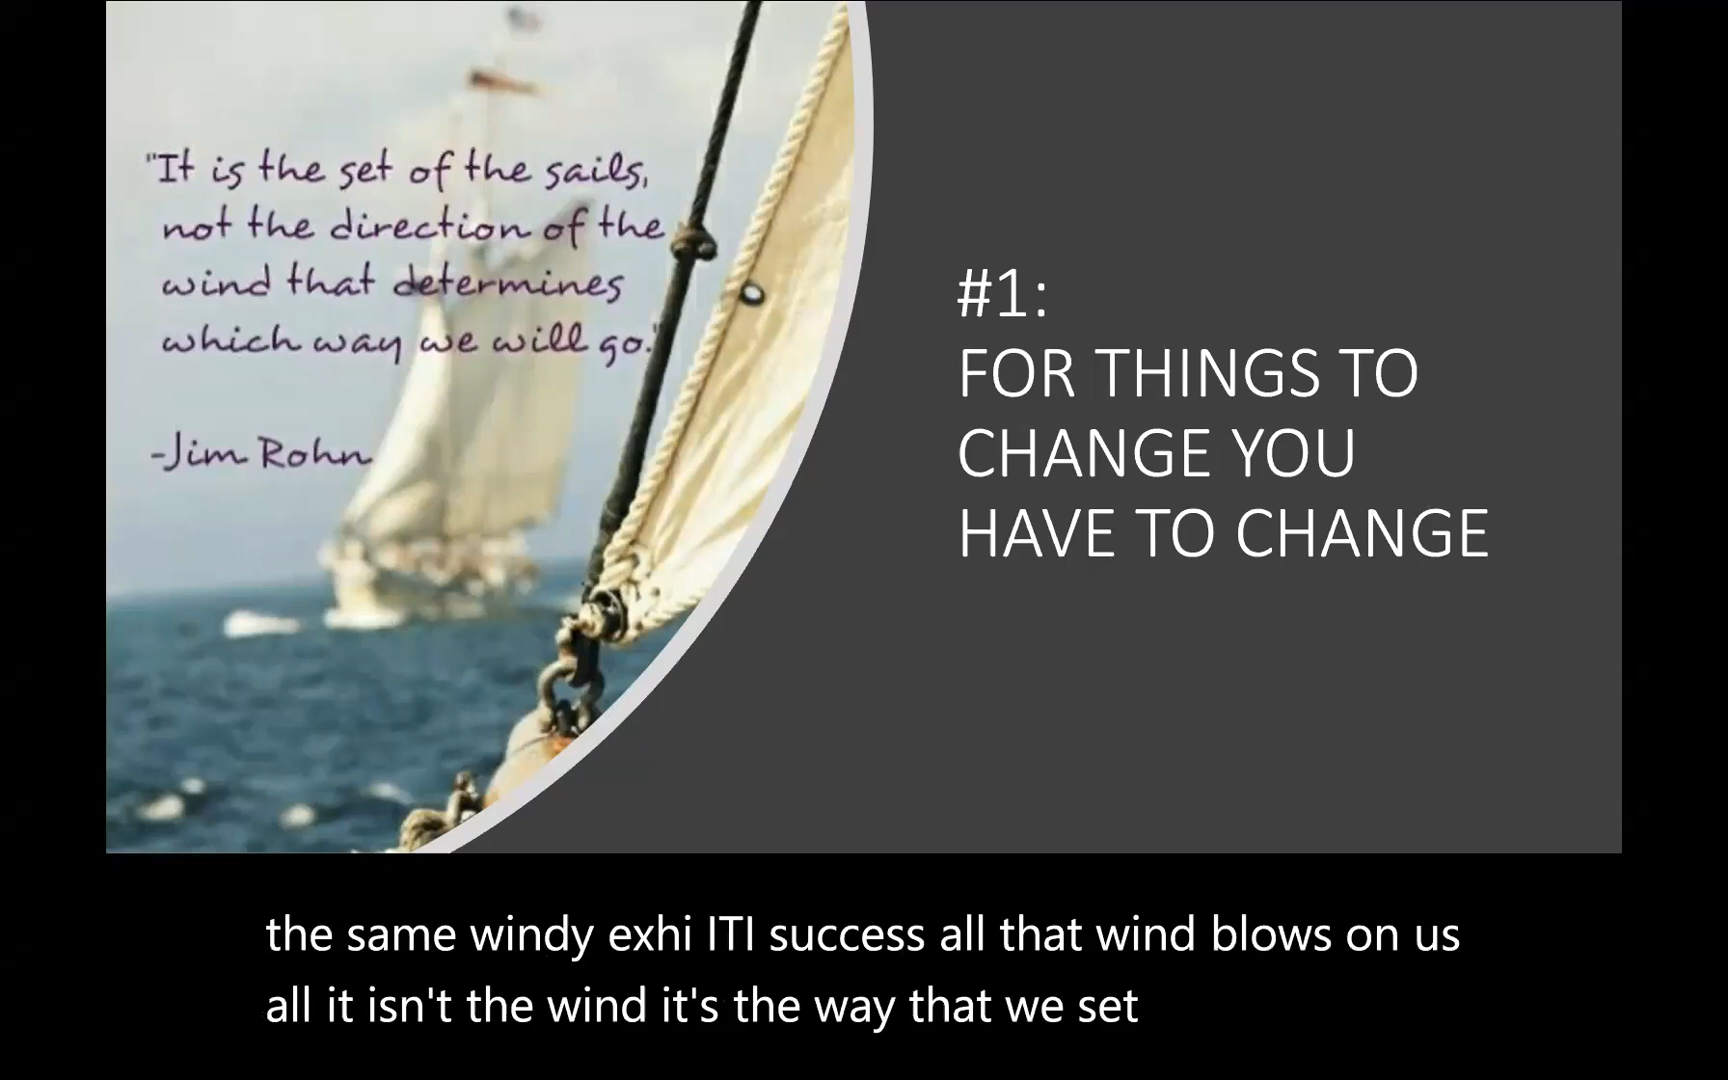 "It is the set of the sails,
not the direction of the
wind that determines
which way we will go."
-Jim Rohn
#1:
FOR THINGS TO
CHANGE YOU
HAVE TO CHANGE
the same windy exhi ITI success all that wind blows on us
all it isn't the wind it's the way that we set